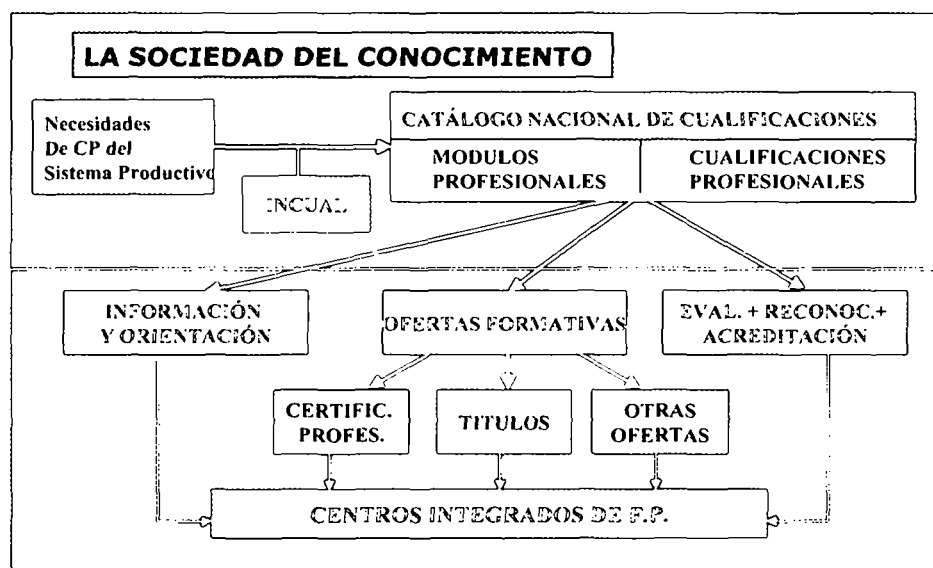 LA SOCIEDAD DEL CONOCIMIENTO
Necesidades
De CP del
Sistema Productivo
INCUAL
CATÁLOGO NACIONAL DE CUALIFICACIONES
MODULOS
PROFESIONALES
CUALIFICACIONES
PROFESIONALES
INFORMACIÓN
Y ORIENTACIÓN
OFERTAS FORMATIVAS
EVAL. + RECONOC.+
ACREDITACIÓN
CERTIFIC.
PROFES.
TITULOS
OTRAS
OFERTAS
CENTROS INTEGRADOS DE F.P.